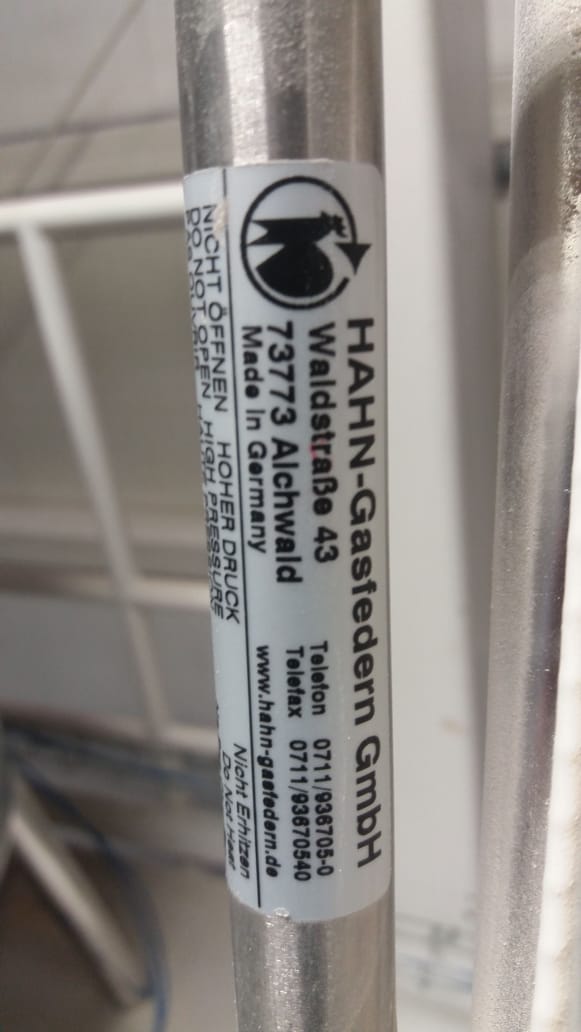 HAHN-Gasfedern GmbH
Waldstraße 43
73773 Aichwald
Made in Germany
Telefon 0711/936705-0
Telefax 0711/93670540
www.hahn-gasfedern.de
NICHT ÖFFNEN HOHER DRUCK
DO NOT OPEN HIGH PRESSURE
Nicht Erhitzen
Do Not Heat